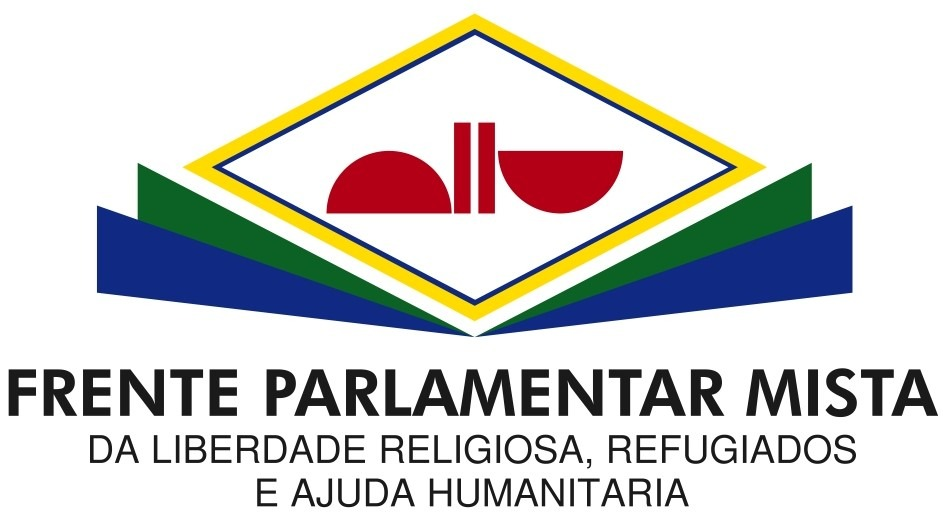 FRENTE PARLAMENTAR MISTA
DA LIBERDADE RELIGIOSA, REFUGIADOS
E AJUDA HUMANITARIA